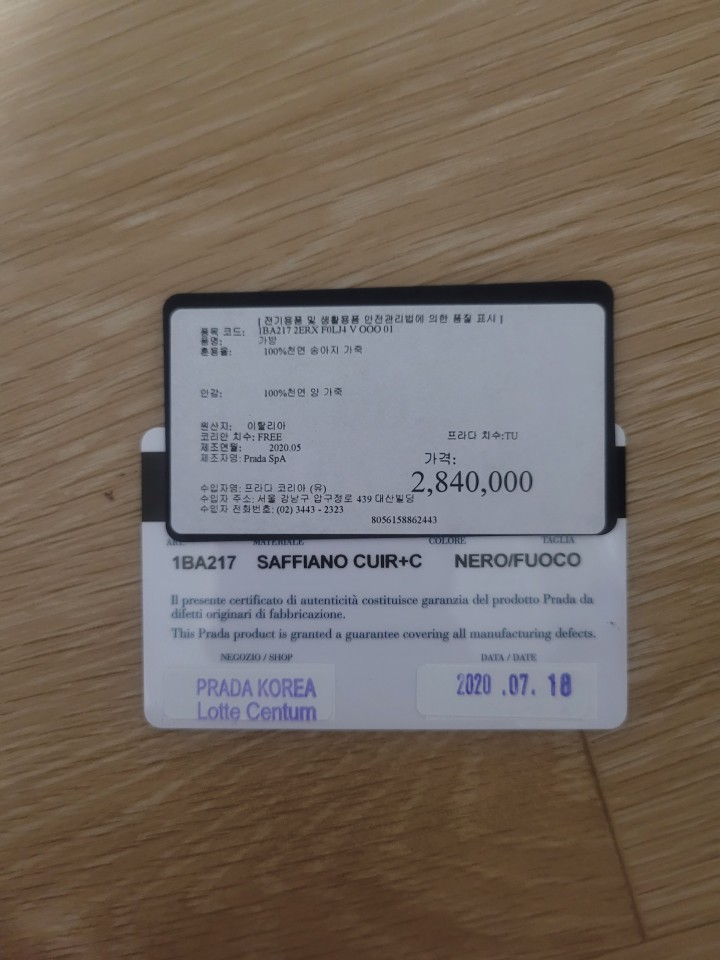 [ 전기용품 및 생활용품 안전관리법에 의한 품질 표시 ]
품목 코드: 1BA217 2ERX F0LJ4 V OOO 01
품명: 가방
혼용율: 100%천연 송아지 가죽
안감: 100%천연 양 가죽
원산지: 이탈리아
코리안 치수: FREE 프라다 치수:TU
제조연월: 2020.05
제조자명: Prada SpA 가격:
2,840,000
수입자명: 프라다 코리아 (유)
수입자 주소: 서울 강남구 압구정로 439 대산빌딩
수입자 전화번호: (02) 3443 - 2323
8056158862443
MATERIALE COLORE TAGLIA
1BA217 SAFFIANO CUIR+C NERO/FUOCO
Il presente certificato di autenticità costituisce garanzia del prodotto Prada da
difetti originari di fabbricazione.
This Prada product is granted a guarantee covering all manufacturing defects.
NEGOZIO / SHOP DATA / DATE
PRADA KOREA 2020 .07. 18
Lotte Centum